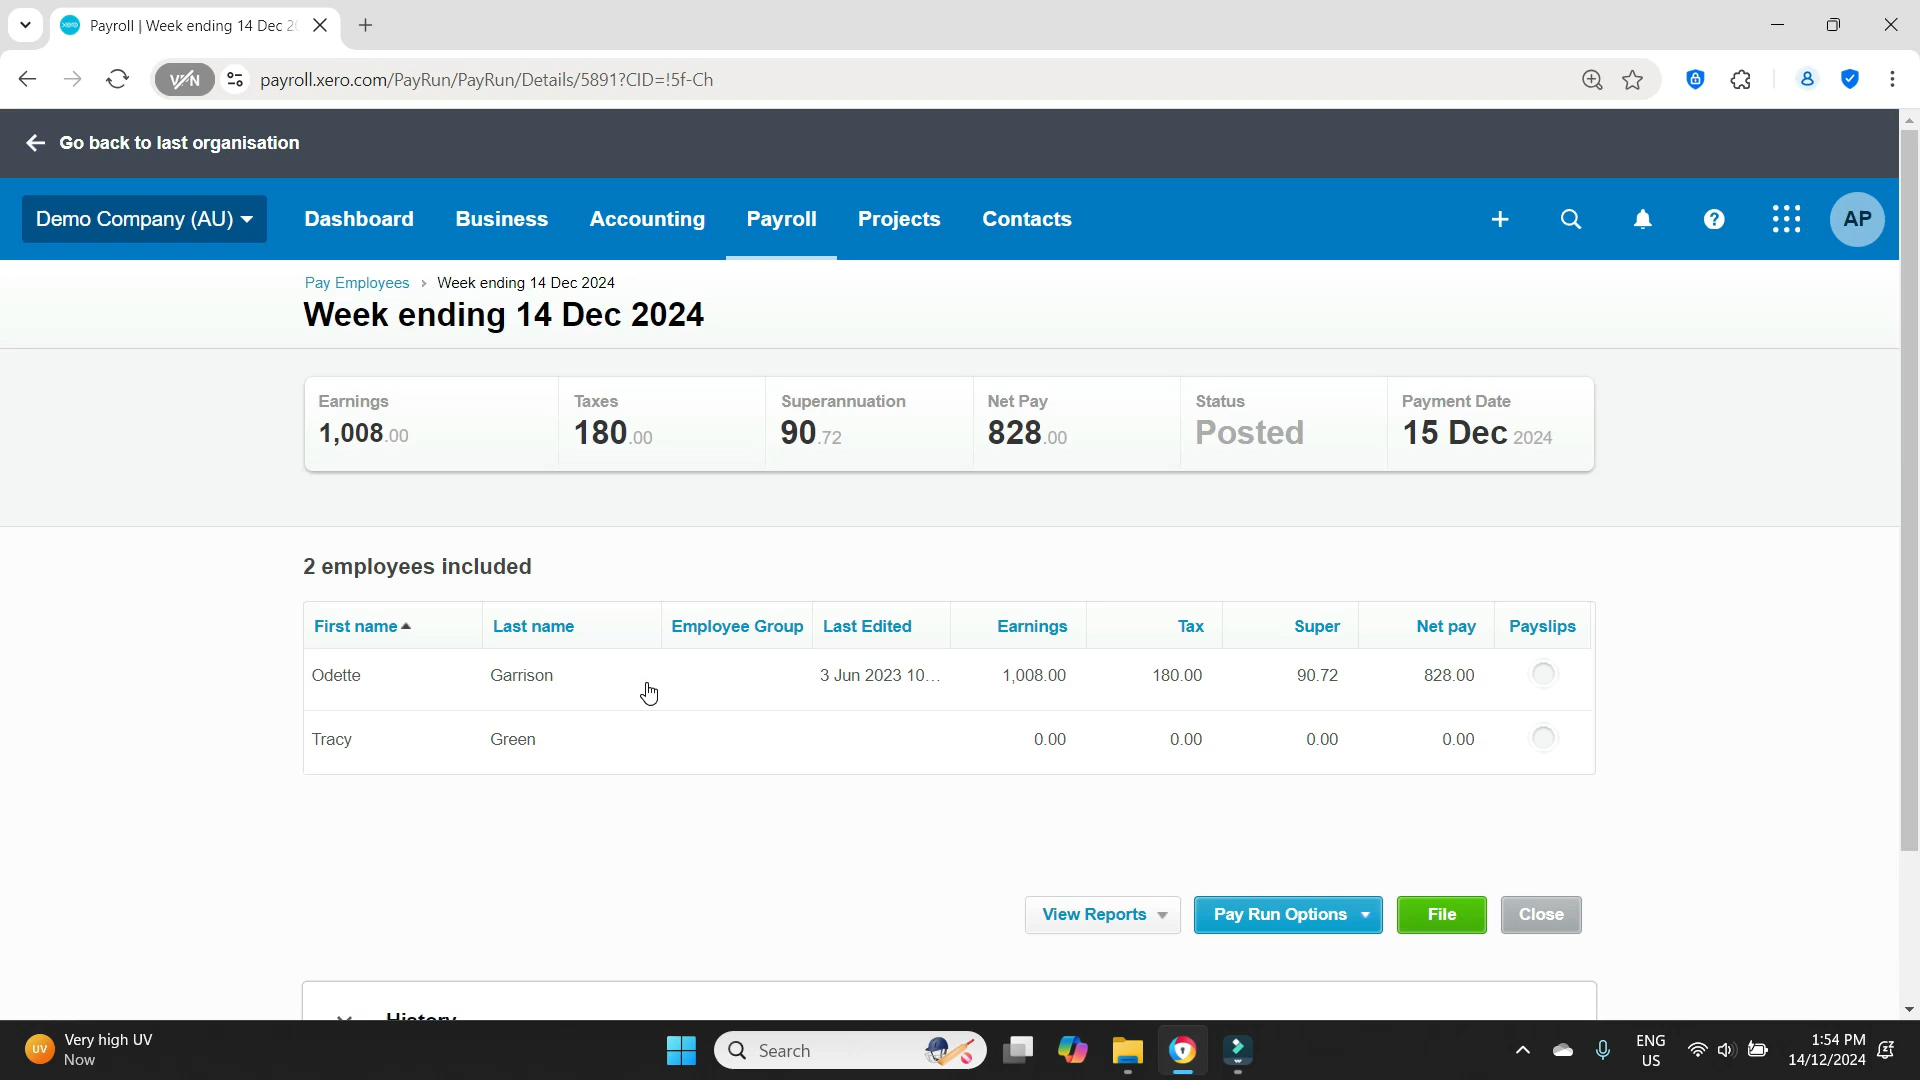 Payroll | Week ending 14 Dec 2
VPN
payroll.xero.com/PayRun/PayRun/Details/5891?CID=!5f-Ch
Go back to last organisation
Demo Company (AU) Dashboard Business Accounting Payroll Projects Contacts AP
Pay Employees › Week ending 14 Dec 2024
Week ending 14 Dec 2024
Earnings Taxes Superannuation Net Pay Status Payment Date
1,008.00 180.00 90.72 828.00 Posted 15 Dec 2024
2 employees included
First name Last name Employee Group Last Edited Earnings Tax Super Net pay Payslips
Odette Garrison 3 Jun 2023 10... 1,008.00 180.00 90.72 828.00
Tracy Green 0.00 0.00 0.00 0.00
View Reports Pay Run Options File Close
History
UV Very high UV
Now
Search
ENG
US
1:54 PM
14/12/2024